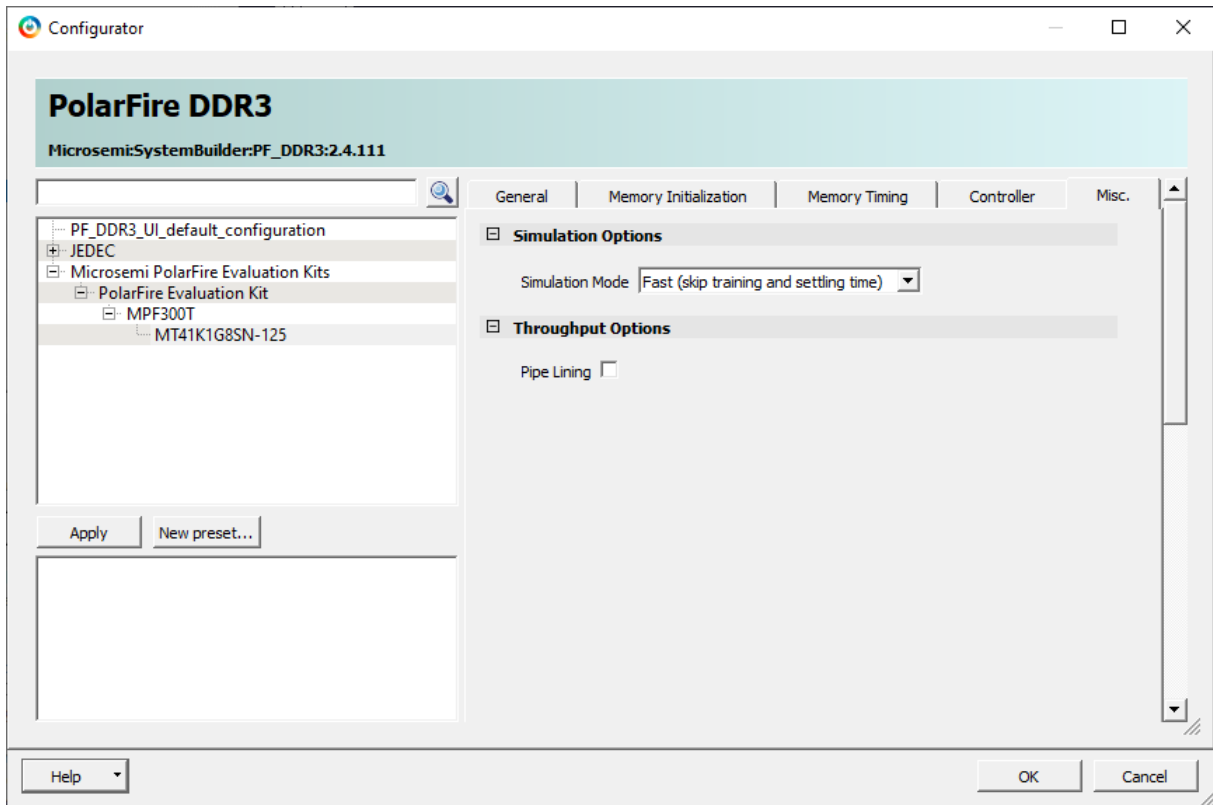 Configurator
PolarFire DDR3
Microsemi:SystemBuilder:PF_DDR3:2.4.111
General
Memory Initialization
Memory Timing
Controller
Misc.
PF_DDR3_UI_default_configuration
JEDEC
Microsemi PolarFire Evaluation Kits
PolarFire Evaluation Kit
MPF300T
MT41K1G8SN-125
Apply
New preset...
Simulation Options
Simulation Mode Fast (skip training and settling time)
Throughput Options
Pipe Lining
Help
OK
Cancel